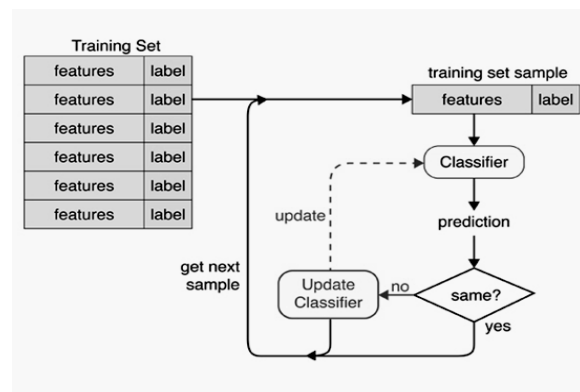 Training Set
features label
features label
features label
features label
features label
features label
training set sample
features label
Classifier
prediction
same?
no
yes
Update
Classifier
update
get next
sample